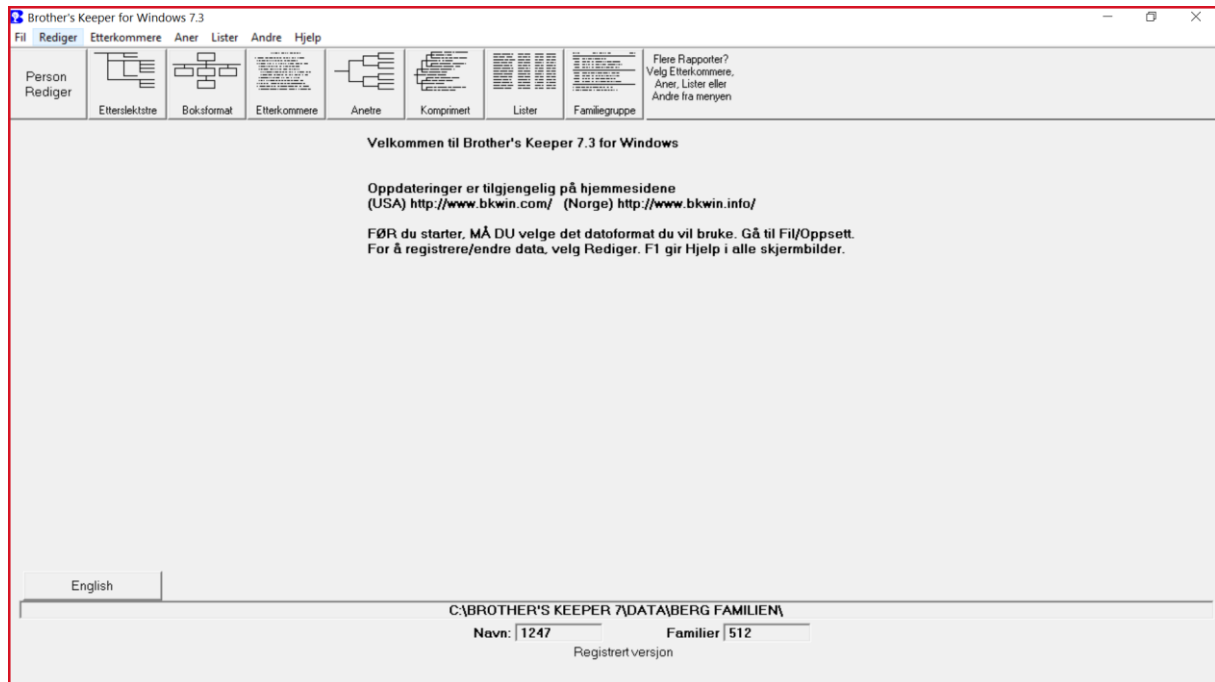 Brother's Keeper for Windows 7.3
Fil Rediger Etterkommere Aner Lister Andre Hjelp
Person
Rediger
Etterslektstre
Boksformat
Etterkommere
Anetre
Komprimert
Lister
Familiegruppe
Flere Rapporter?
Velg Etterkommere,
Aner, Lister eller
Andre fra menyen
Velkommen til Brother's Keeper 7.3 for Windows
Oppdateringer er tilgjengelig på hjemmesidene
(USA) http://www.bkwin.com/ (Norge) http://www.bkwin.info/
FØR du starter, MÅ DU velge det datoformat du vil bruke. Gå til Fil/Oppsett.
For å registrere/endre data, velg Rediger. F1 gir Hjelp i alle skjermbilder.
English
C:\BROTHER'S KEEPER 7\DATA\BERG FAMILIEN\
Navn: 1247 Familier 512
Registrert versjon